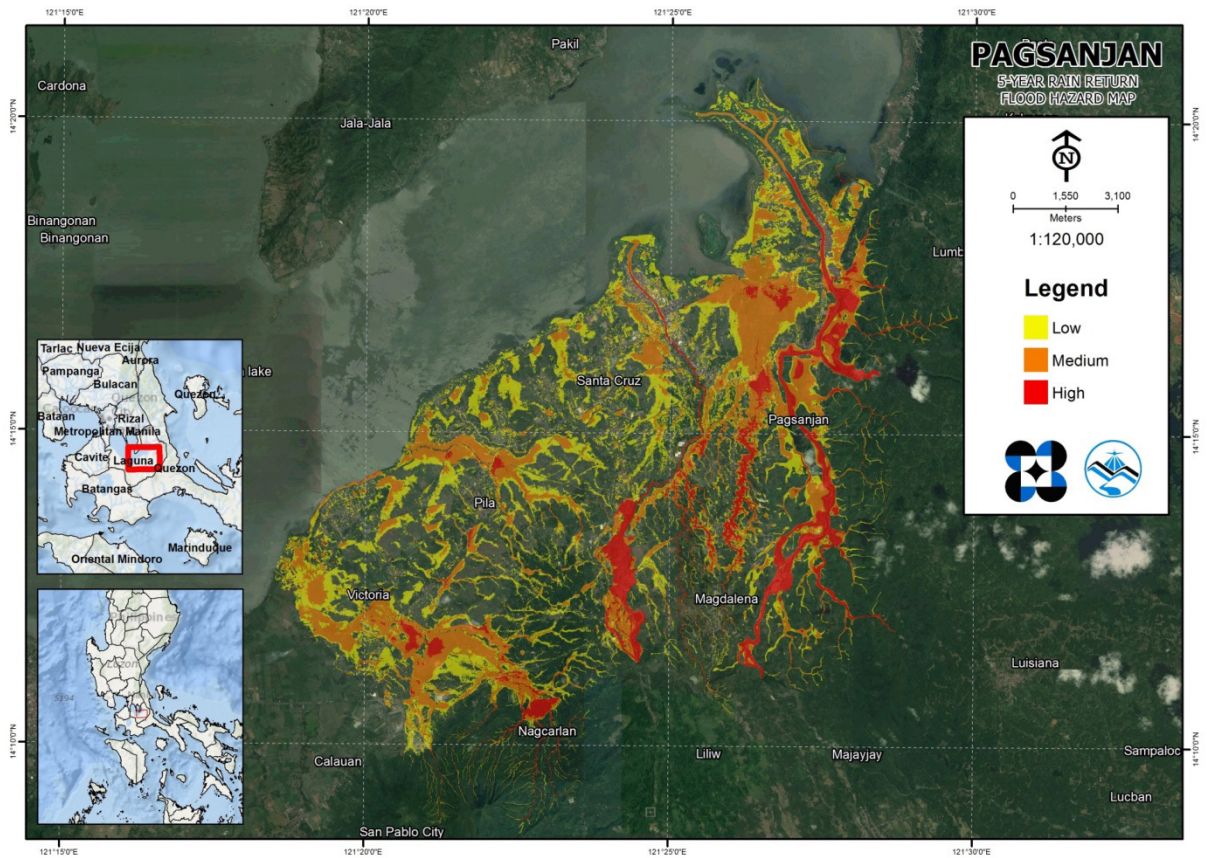 121°15'0"E
121°20'0"E
121°25'0"E
121°30'0"E
PAGSANJAN
5-YEAR RAIN RETURN
FLOOD HAZARD MAP
N
0 1,550 3,100
Meters
1:120,000
Legend
Low
Medium
High
Pakil
Cardona
Jala-Jala
Binangonan
Binangonan
Lumb
lake
Santa Cruz
Pagsanjan
Pila
Victoria
Magdalena
Luisiana
Nagcarlan
Calauan
Liliw
Majayjay
Sampaloc
Lucban
San Pablo City
14°20'0"N
14°15'0"N
14°10'0"N
14°20'0"N
14°15'0"N
14°10'0"N
Tarlac Nueva Ecija
Aurora
Pampanga
Bulacan
Quezon
Quezon
Bataan
Rizal
Metropolitan Manila
Cavite
Laguna
Quezon
Batangas
Marinduque
Oriental Mindoro
Philippines
Luzon
121°15'0"E
121°20'0"E
121°25'0"E
121°30'0"E